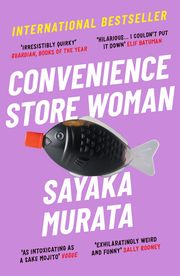 INTERNATIONAL BESTSELLER
"IRRESISTIBLY QUIRKY"
GUARDIAN, BOOKS OF THE YEAR
"HILARIOUS... I COULDN'T PUT
IT DOWN" ELIF BATUMAN
CONVENIENCE
STORE WOMAN
SAYAKA
MURATA
"AS INTOXICATING AS
A SAKE MOJITO" VOGUE
"EXHILARATINGLY WEIRD
AND FUNNY" SALLY ROONEY